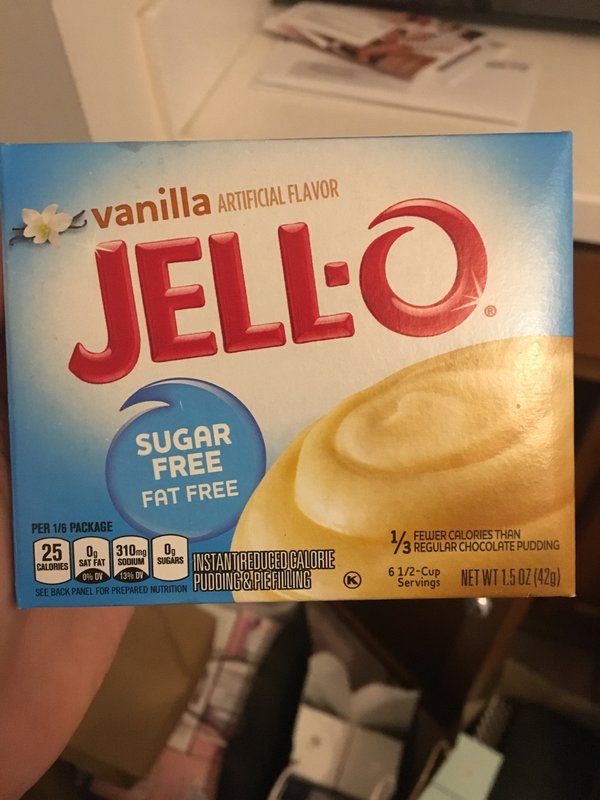 vanilla ARTIFICIAL FLAVOR
JELL-O®
SUGAR
FREE
FAT FREE
PER 1/6 PACKAGE
25
CALORIES
0g
SAT FAT
0% DV
310mg
SODIUM
13% DV
0g
SUGARS
SEE BACK PANEL FOR PREPARED NUTRITION
INSTANT REDUCED CALORIE
PUDDING & PIE FILLING
K
1/3 FEWER CALORIES THAN
REGULAR CHOCOLATE PUDDING
6 1/2-Cup
Servings
NET WT 1.5 OZ (42g)